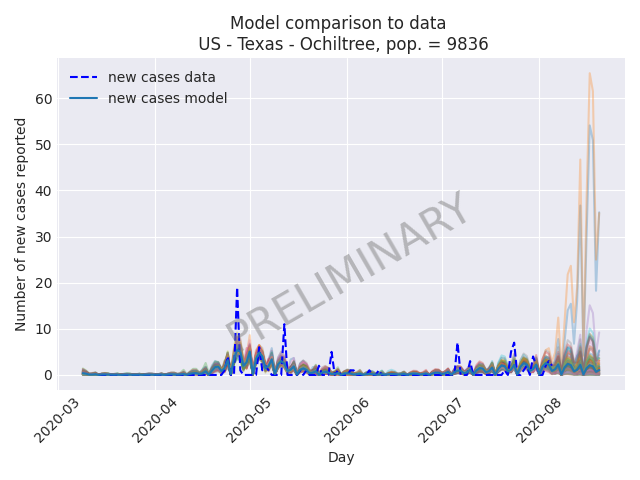 Model comparison to data
US - Texas - Ochiltree, pop. = 9836
new cases data
new cases model
Number of new cases reported
60
50
40
30
20
10
0
PRELIMINARY
2020-03
2020-04
2020-05
2020-06
2020-07
2020-08
Day